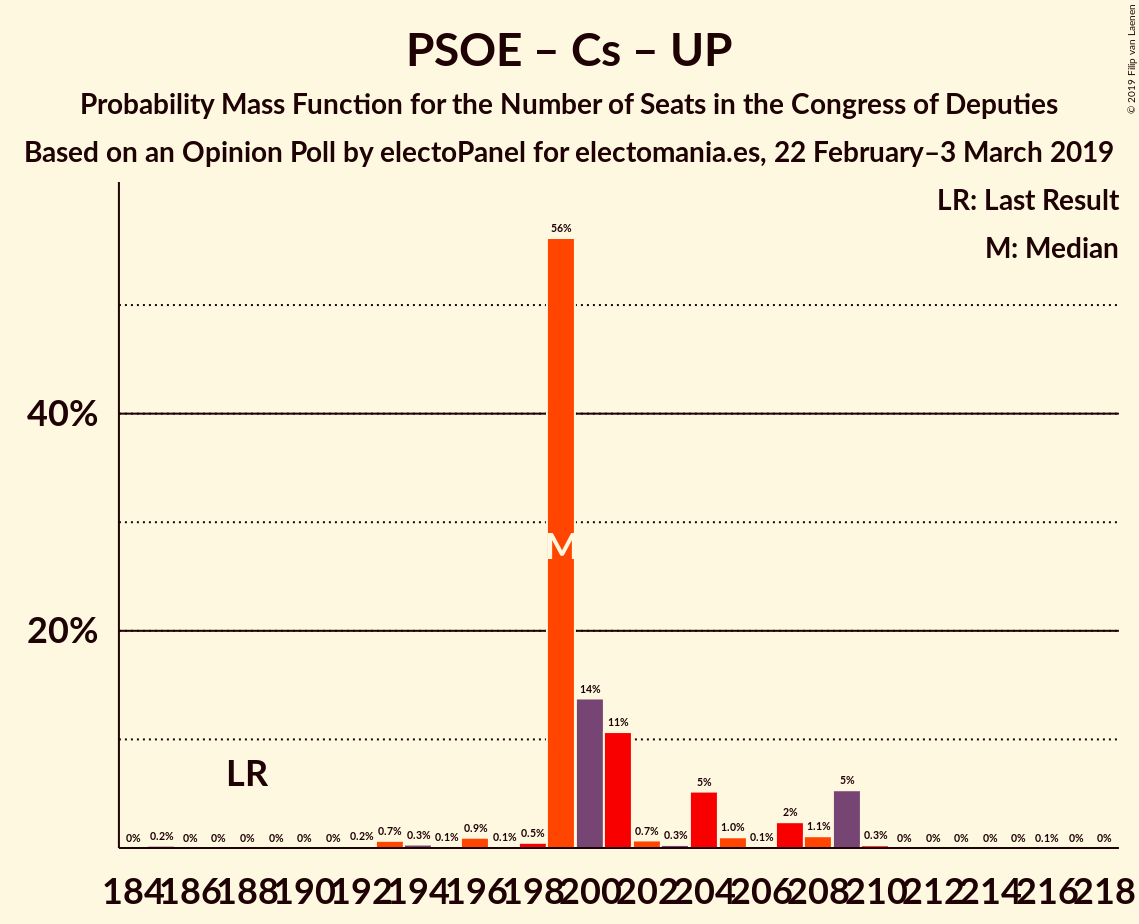 PSOE – Cs – UP
Probability Mass Function for the Number of Seats in the Congress of Deputies
Based on an Opinion Poll by electoPanel for electomania.es, 22 February–3 March 2019
© 2019 Filip van Laenen
LR: Last Result
M: Median
56%
40%
M
20%
14%
11%
LR
0% 0.2% 0% 0% 0% 0% 0% 0% 0.2% 0.7% 0.3% 0.1% 0.9% 0.1% 0.5% 0.7% 0.3% 5% 1.0% 0.1% 2% 1.1% 5% 0.3% 0% 0% 0% 0% 0% 0.1% 0% 0%
184 186 188 190 192 194 196 198 200 202 204 206 208 210 212 214 216 218